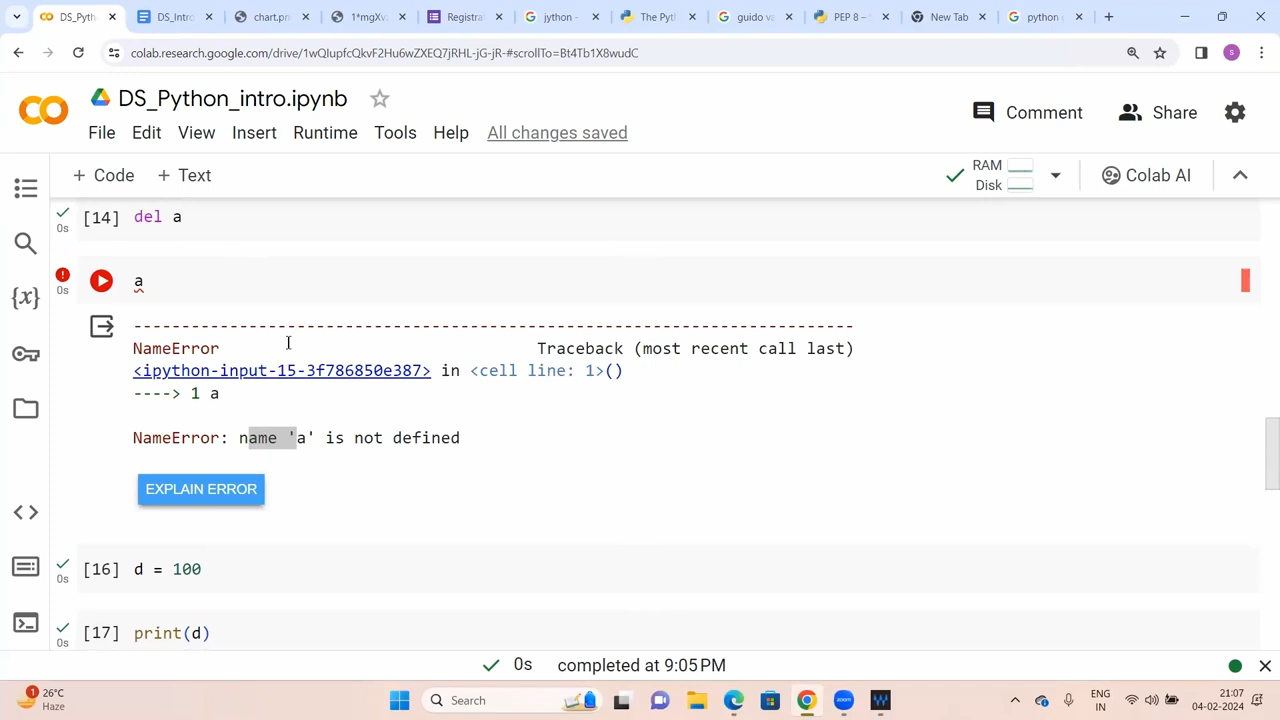 DS_Pyth
DS_Intro
chart.pr
1*mgXv
Registra
jython -
The Pyt
guido va
PEP 8 –
New Tab
python
colab.research.google.com/drive/1wQlupfcQkvF2Hu6wZXEQ7jRHL-jG-jR-#scrollTo=Bt4Tb1X8wudC
S
DS_Python_intro.ipynb
Comment
Share
File Edit View Insert Runtime Tools Help All changes saved
+ Code + Text
RAM
Disk
Colab AI
0s
[14] del a
0s
a
---------------------------------------------------------------------------
NameError Traceback (most recent call last)
<ipython-input-15-3f786850e387> in <cell line: 1>()
----> 1 a
NameError: name 'a' is not defined
EXPLAIN ERROR
0s
[16] d = 100
0s
[17] print(d)
0s completed at 9:05 PM
1
26°C
Haze
Search
ENG
IN
21:07
04-02-2024